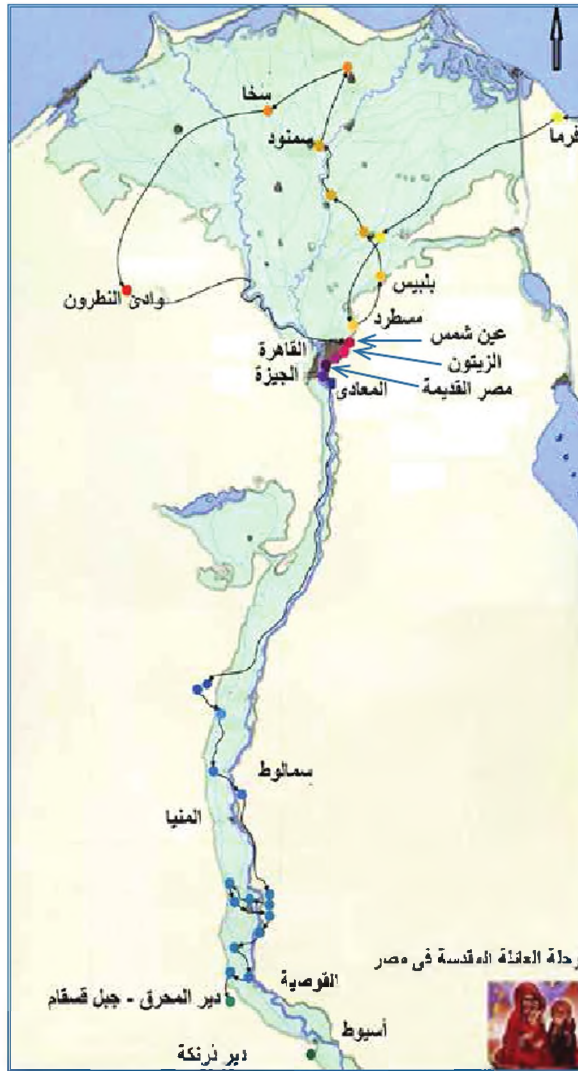 سخا
فرما
سمنود
وادى النطرون
بلبيس
مسطرد
عين شمس
القاهرة
الزيتون
الجيزة
مصر القديمة
المعادى
سمالوط
المنيا
رحلة العائلة المقدسة فى مصر
القوصية
دير المحرق - جبل قسقام
أسيوط
دير درنكة